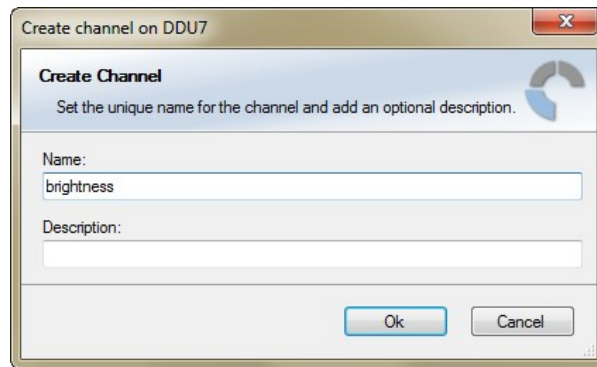 Create channel on DDU7
Create Channel
Set the unique name for the channel and add an optional description.
Name:
brightness
Description:
Ok
Cancel